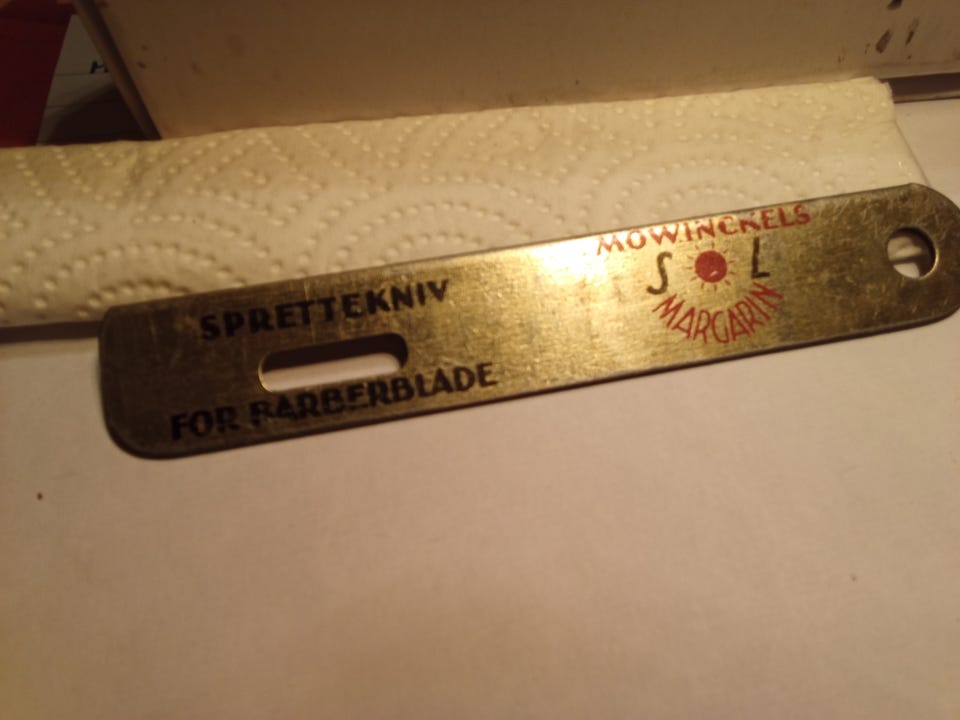 SPRETTEKNIV
FOR BARBERBLADE
MOWINCKELS
S L
MARGARIN